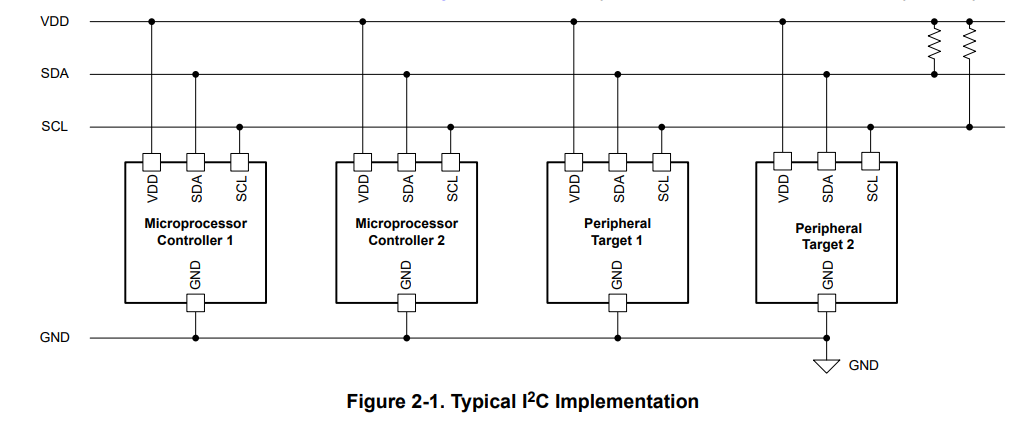 VDD
SDA
SCL
VDD SDA SCL
Microprocessor
Controller 1
GND
VDD SDA SCL
Microprocessor
Controller 2
GND
VDD SDA SCL
Peripheral
Target 1
GND
VDD SDA SCL
Peripheral
Target 2
GND
GND
GND
Figure 2-1. Typical I²C Implementation